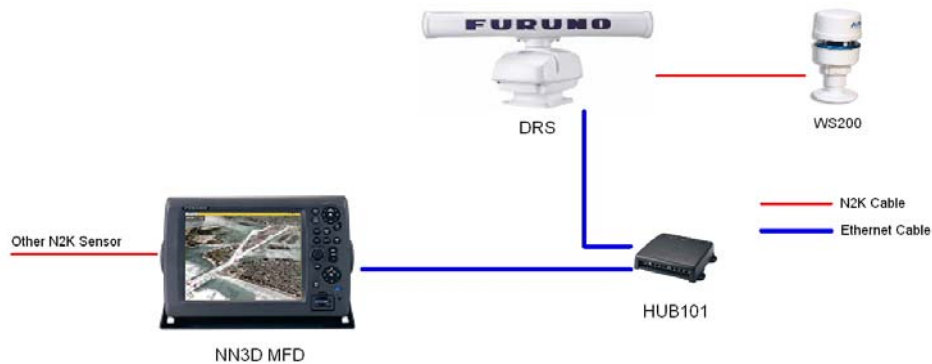 FURUNO
DRS
WS200
N2K Cable
Other N2K Sensor
Ethernet Cable
HUB101
NN3D MFD